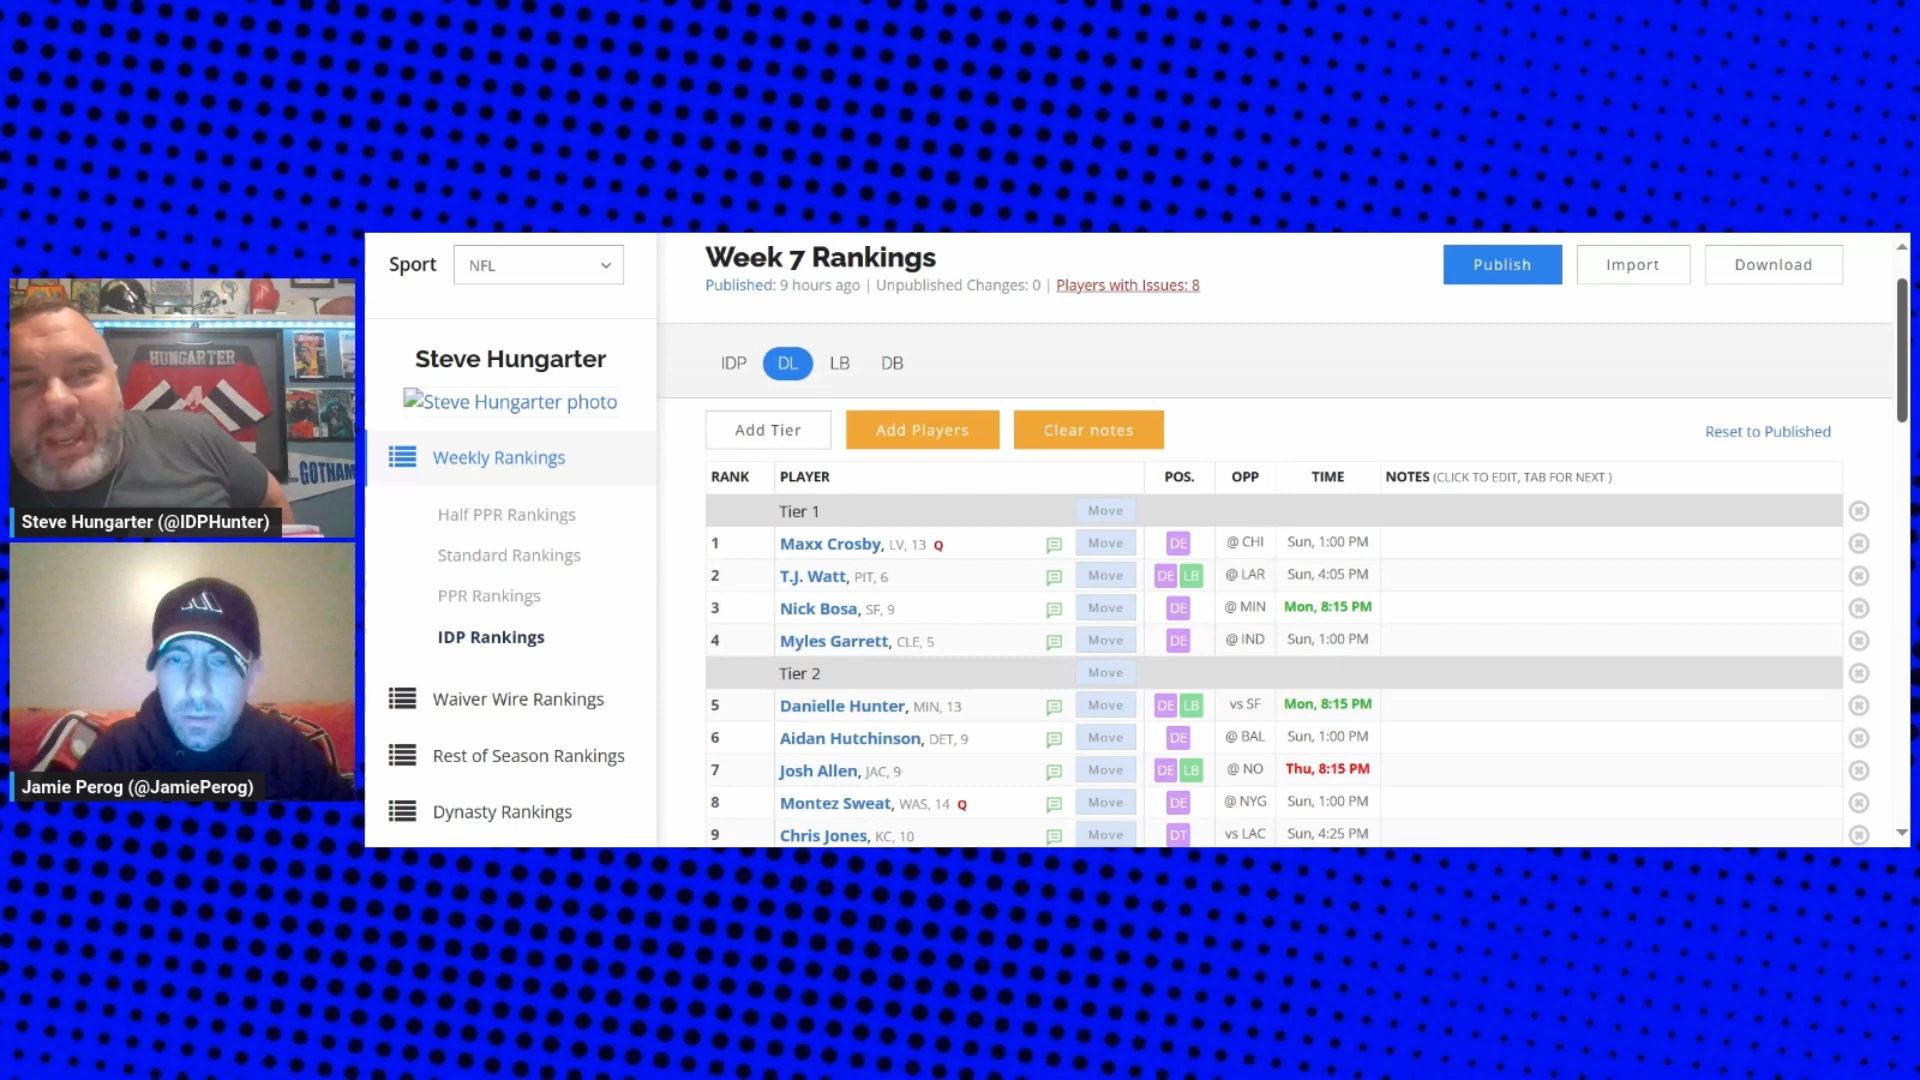 HUNGARTER
GOTHAM
Steve Hungarter (@IDPHunter)
Jamie Perog (@JamiePerog)
Sport NFL
Steve Hungarter
Steve Hungarter photo
Weekly Rankings
Half PPR Rankings
Standard Rankings
PPR Rankings
IDP Rankings
Waiver Wire Rankings
Rest of Season Rankings
Dynasty Rankings
Week 7 Rankings
Published: 9 hours ago | Unpublished Changes: 0 | Players with Issues: 8
Publish Import Download
IDP DL LB DB
Add Tier Add Players Clear notes Reset to Published
RANK PLAYER POS. OPP TIME NOTES (CLICK TO EDIT, TAB FOR NEXT )
Tier 1 Move
1 Maxx Crosby, LV, 13 Q Move DE @ CHI Sun, 1:00 PM
2 T.J. Watt, PIT, 6 Move DE LB @ LAR Sun, 4:05 PM
3 Nick Bosa, SF, 9 Move DE @ MIN Mon, 8:15 PM
4 Myles Garrett, CLE, 5 Move DE @ IND Sun, 1:00 PM
Tier 2 Move
5 Danielle Hunter, MIN, 13 Move DE LB vs SF Mon, 8:15 PM
6 Aidan Hutchinson, DET, 9 Move DE @ BAL Sun, 1:00 PM
7 Josh Allen, JAC, 9 Move DE LB @ NO Thu, 8:15 PM
8 Montez Sweat, WAS, 14 Q Move DE @ NYG Sun, 1:00 PM
9 Chris Jones, KC, 10 Move DT vs LAC Sun, 4:25 PM